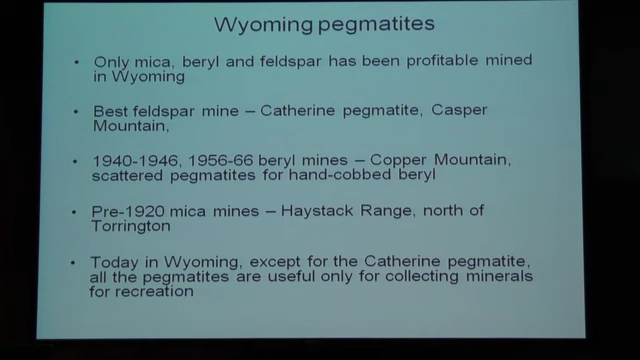 Wyoming pegmatites
• Only mica, beryl and feldspar has been profitable mined
in Wyoming
• Best feldspar mine – Catherine pegmatite, Casper
Mountain,
• 1940-1946, 1956-66 beryl mines – Copper Mountain,
scattered pegmatites for hand-cobbed beryl
• Pre-1920 mica mines – Haystack Range, north of
Torrington
• Today in Wyoming, except for the Catherine pegmatite,
all the pegmatites are useful only for collecting minerals
for recreation